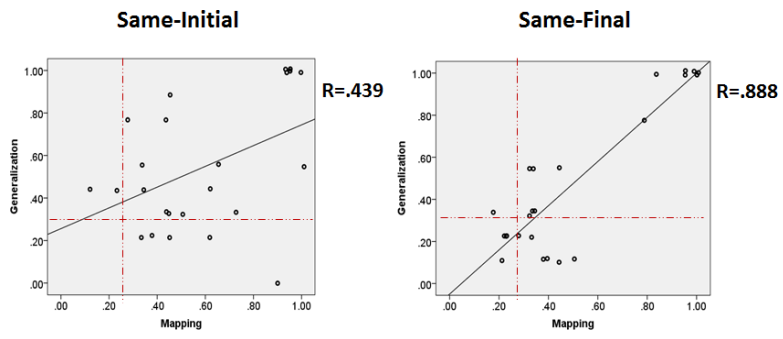 Same-Initial
Same-Final
R=.439
R=.888
Generalization
1.00
.80
.60
.40
.20
.00
.00 .20 .40 .60 .80 1.00
Mapping
Generalization
1.00
.80
.60
.40
.20
.00
.00 .20 .40 .60 .80 1.00
Mapping